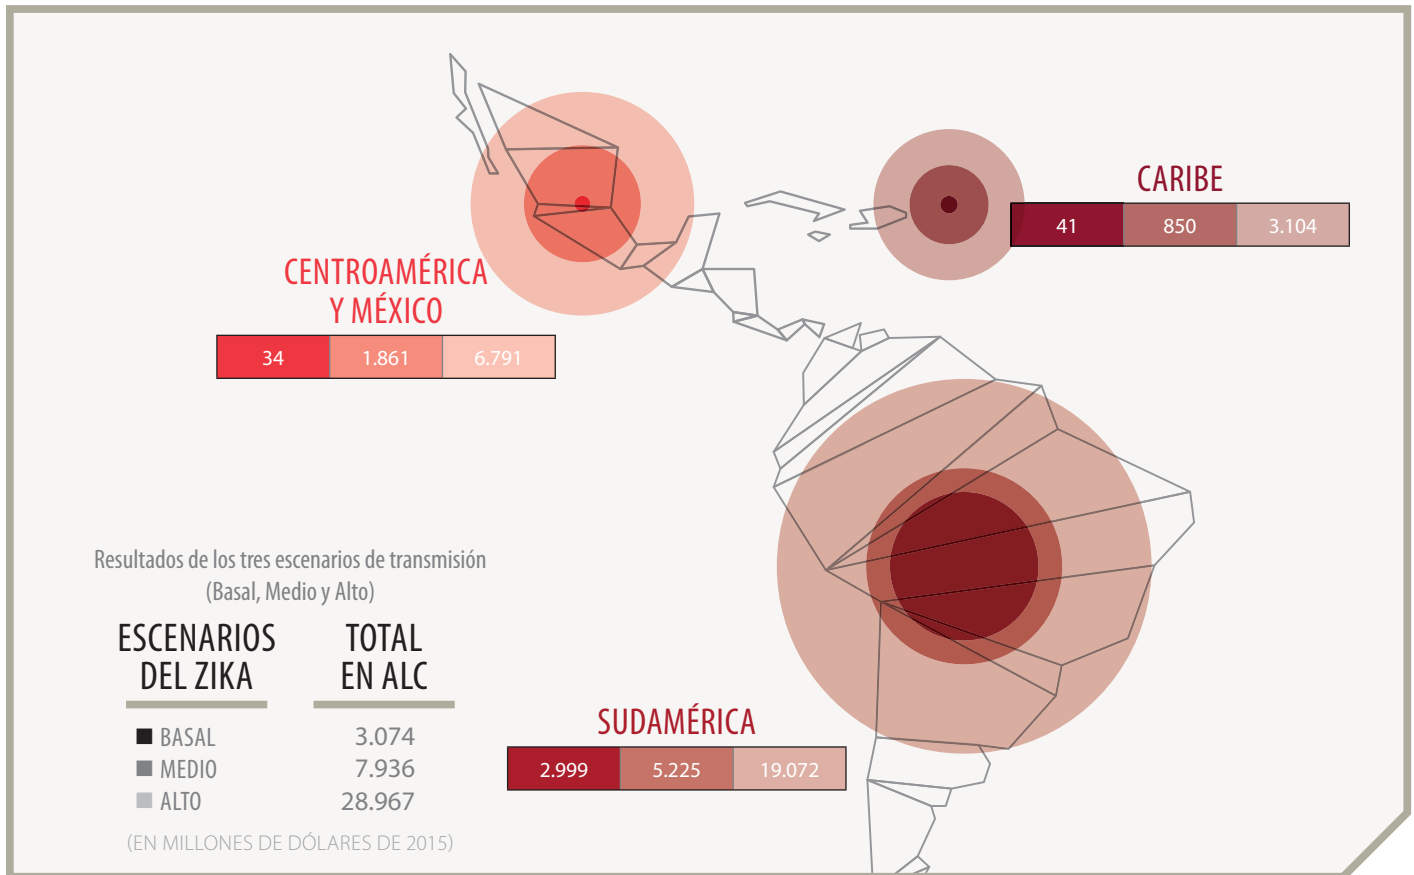 CARIBE
41 850 3.104
CENTROAMÉRICA
Y MÉXICO
34 1.861 6.791
Resultados de los tres escenarios de transmisión
(Basal, Medio y Alto)
ESCENARIOS
DEL ZIKA
TOTAL
EN ALC
BASAL 3.074
MEDIO 7.936
ALTO 28.967
(EN MILLONES DE DÓLARES DE 2015)
SUDAMÉRICA
2.999 5.225 19.072